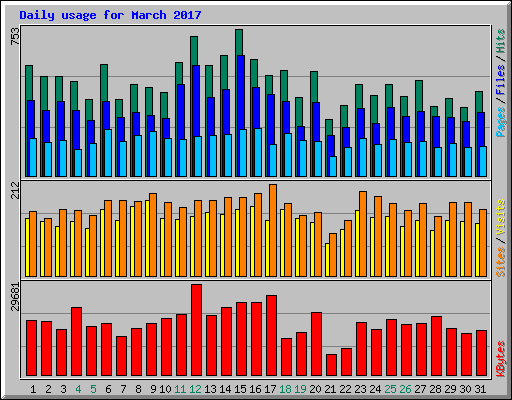 Daily usage for March 2017
753
Pages / Files / Hits
212
Sites / Visits
29681
KBytes
1 2 3 4 5 6 7 8 9 10 11 12 13 14 15 16 17 18 19 20 21 22 23 24 25 26 27 28 29 30 31